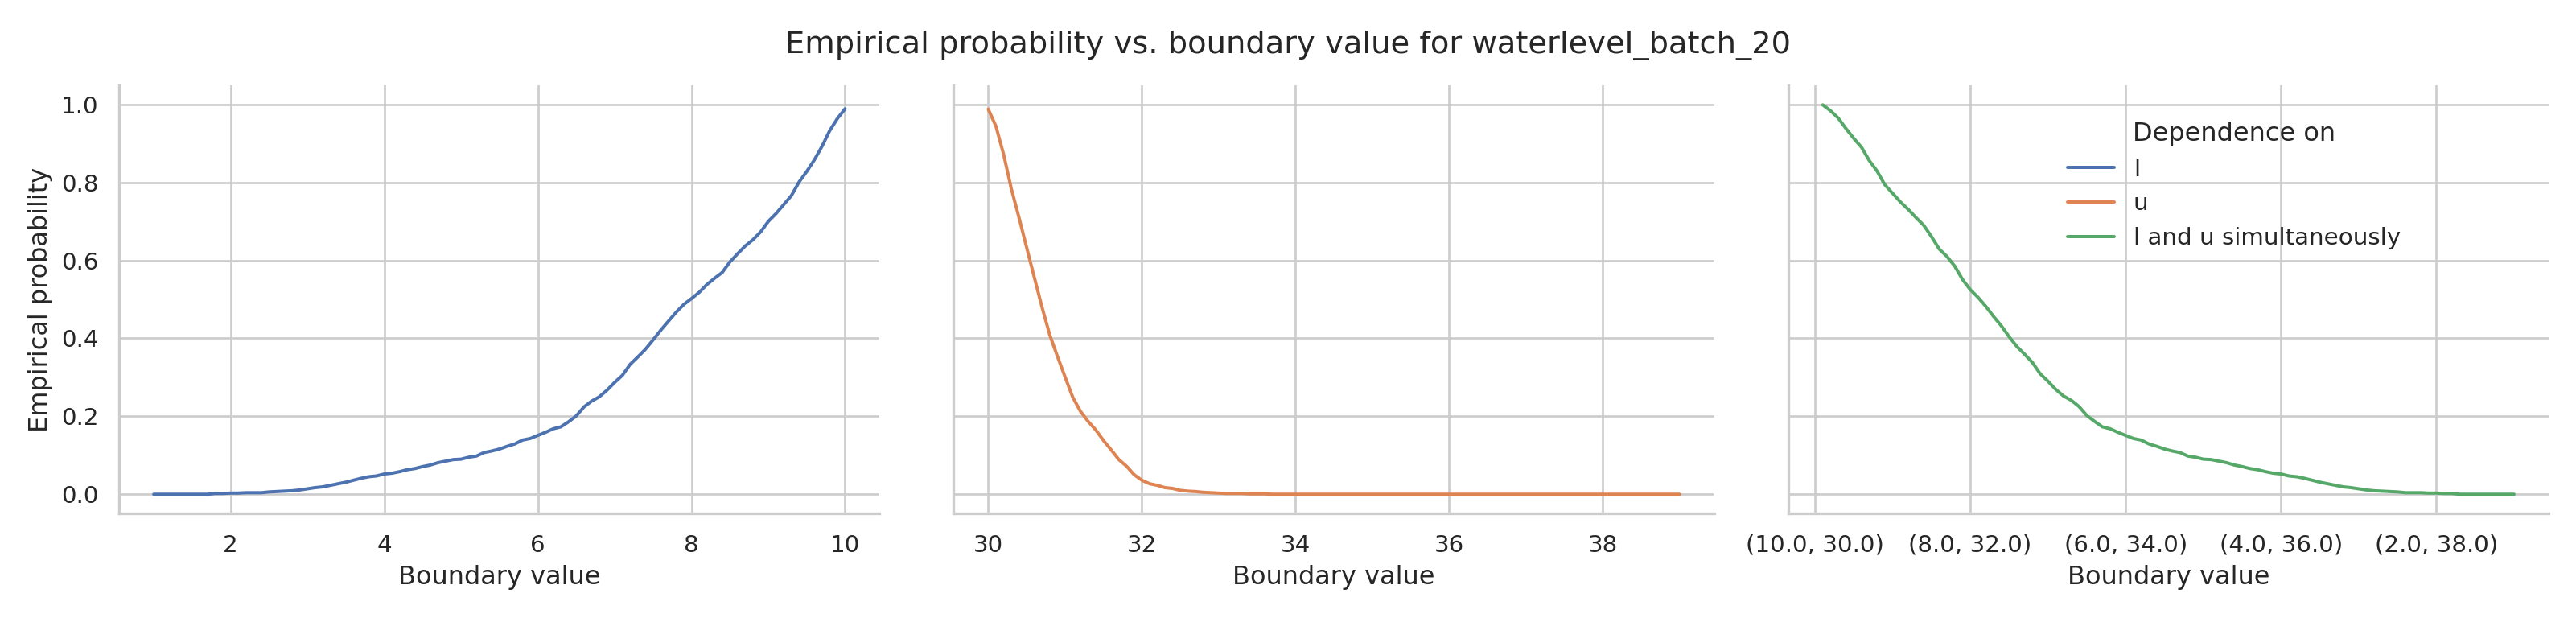 Empirical probability vs. boundary value for waterlevel_batch_20
Empirical probability
1.0
0.8
0.6
0.4
0.2
0.0
2 4 6 8 10
Boundary value
30 32 34 36 38
Boundary value
Dependence on
l
u
l and u simultaneously
(10.0, 30.0) (8.0, 32.0) (6.0, 34.0) (4.0, 36.0) (2.0, 38.0)
Boundary value